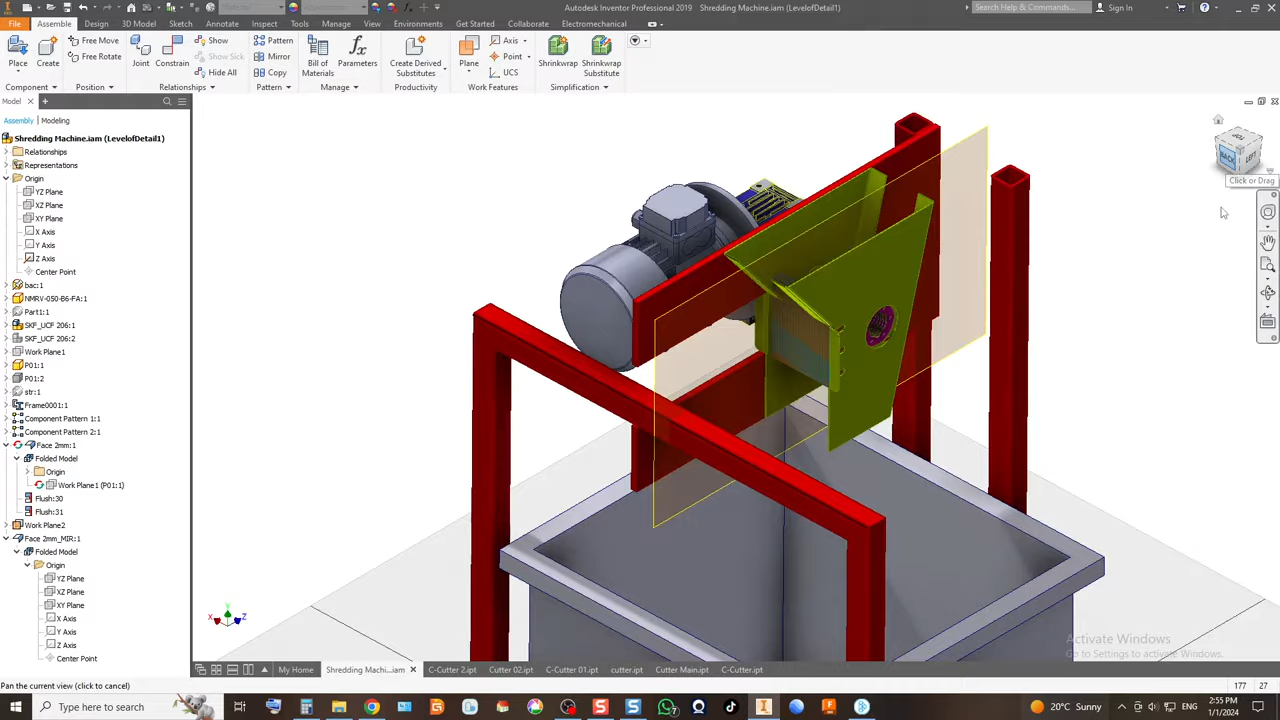 Autodesk Inventor Professional 2019   Shredding Machine.iam (LevelofDetail1)
Search Help & Commands...
Sign In
File Assemble Design 3D Model Sketch Annotate Inspect Tools Manage View Environments Get Started Collaborate Electromechanical
Place Create Free Move Free Rotate Joint Constrain Show Show Sick Hide All Pattern Mirror Copy Bill of Materials Parameters Create Derived Substitutes Plane Axis Point UCS Shrinkwrap Shrinkwrap Substitute
Component Position Relationships Pattern Manage Productivity Work Features Simplification
Model
Assembly Modeling
Shredding Machine.iam (LevelofDetail1)
Relationships
Representations
Origin
YZ Plane
XZ Plane
XY Plane
X Axis
Y Axis
Z Axis
Center Point
bac:1
NMRV-050-B6-FA:1
Part1:1
SKF_UCF 206:1
SKF_UCF 206:2
Work Plane1
P01:1
P01:2
str:1
Frame0001:1
Component Pattern 1:1
Component Pattern 2:1
Face 2mm:1
Folded Model
Origin
Work Plane1 (P01:1)
Flush:30
Flush:31
Work Plane2
Face 2mm_MIR:1
Folded Model
Origin
YZ Plane
XZ Plane
XY Plane
X Axis
Y Axis
Z Axis
Center Point
TOP
BACK LEFT
Click or Drag
X Y Z
Activate Windows
Go to Settings to activate Windows.
My Home Shredding Machi...iam C-Cutter 2.ipt Cutter 02.ipt C-Cutter 01.ipt cutter.ipt Cutter Main.ipt C-Cutter.ipt
Pan the current view (click to cancel)
177 27
Type here to search
20°C Sunny
2:55 PM
1/1/2024